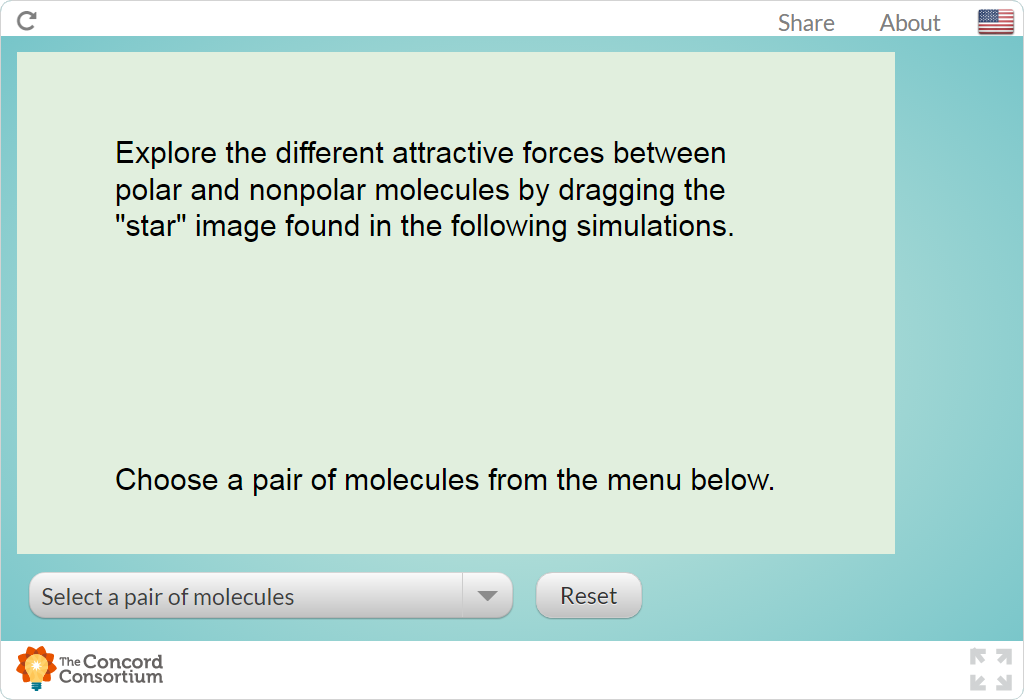 Share About
Explore the different attractive forces between
polar and nonpolar molecules by dragging the
"star" image found in the following simulations.
Choose a pair of molecules from the menu below.
Select a pair of molecules
Reset
The Concord
Consortium